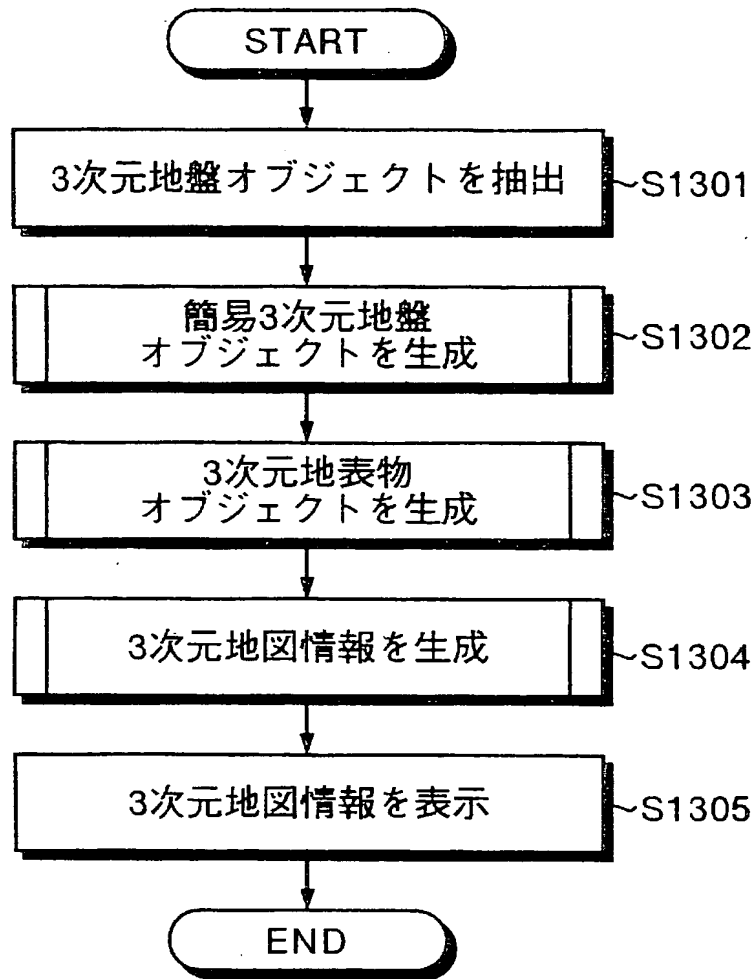 START
3次元地盤オブジェクトを抽出
S1301
簡易3次元地盤
オブジェクトを生成
S1302
3次元地表物
オブジェクトを生成
S1303
3次元地図情報を生成
S1304
3次元地図情報を表示
S1305
END